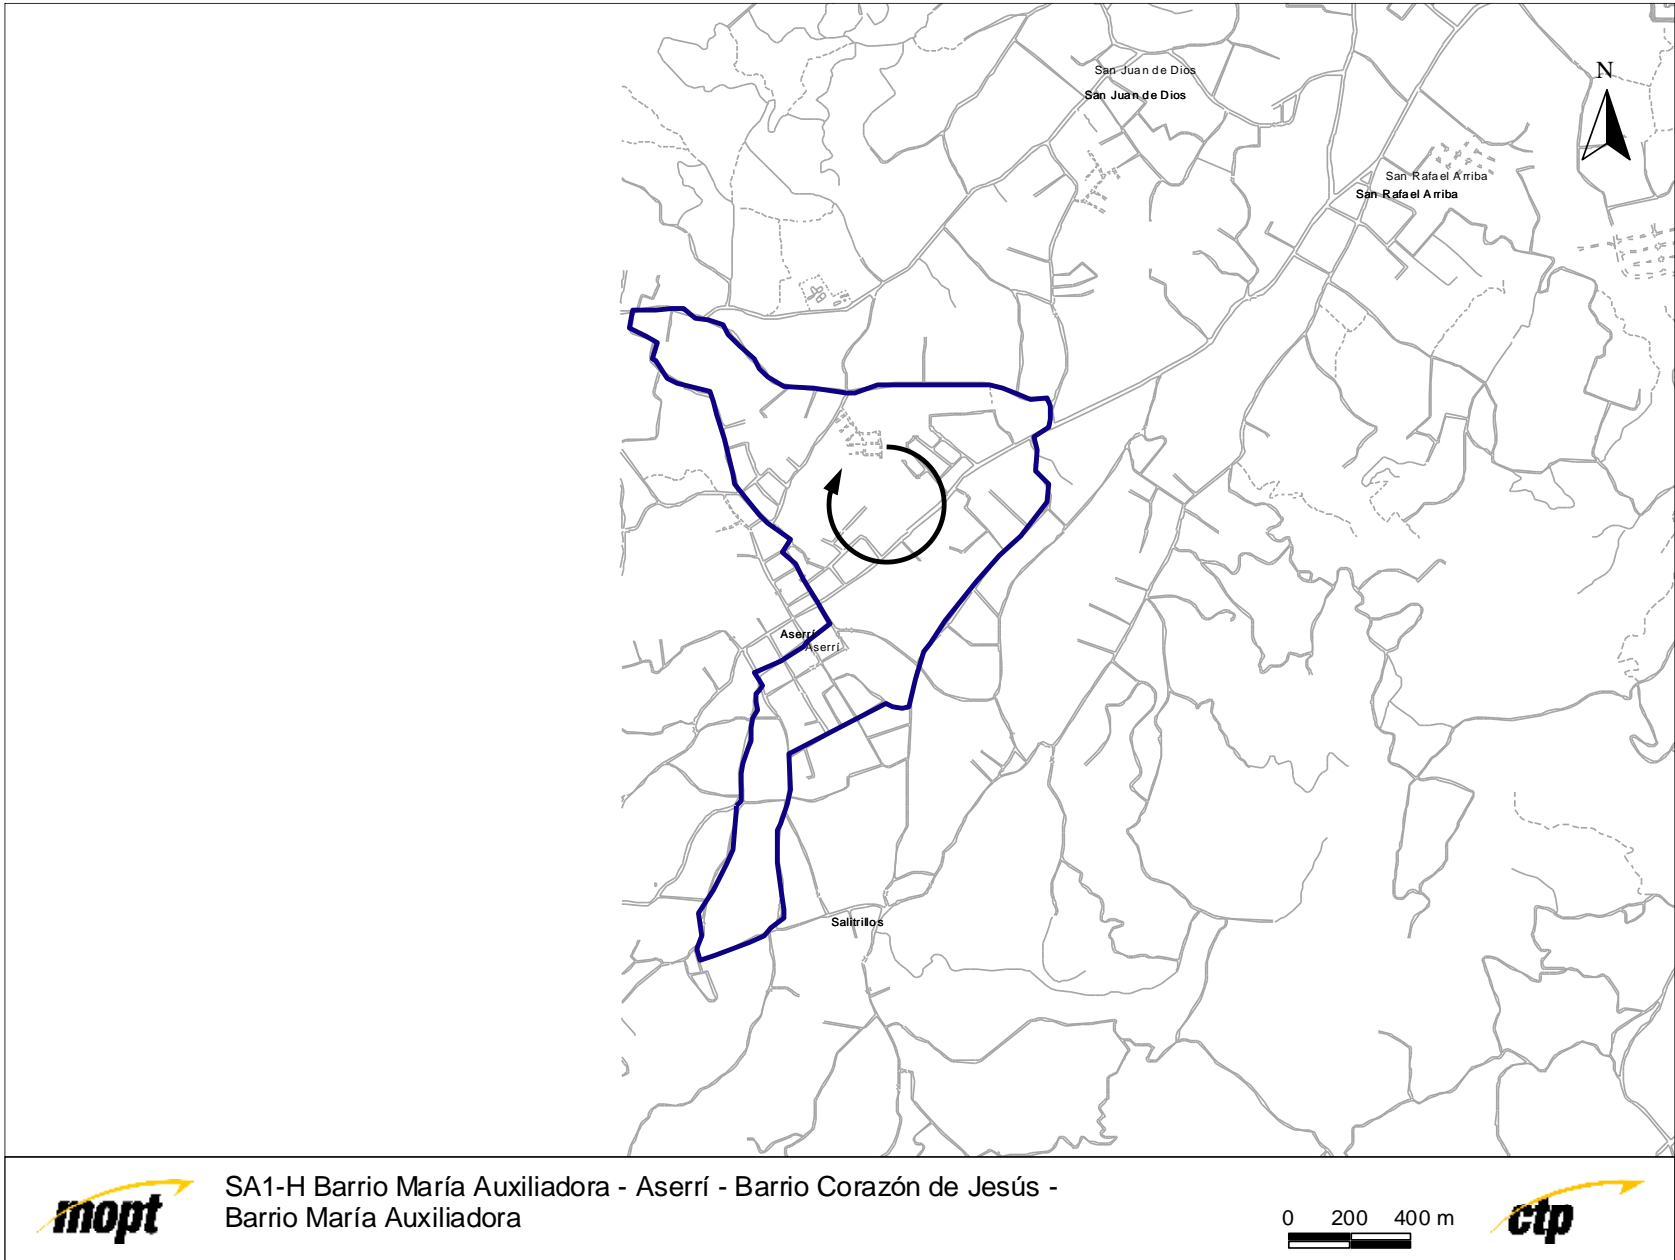 San Juan de Dios
San Juan de Dios
N
San Rafael Arriba
San Rafael Arriba
Aserrí
Aserrí
Salitrillos
mopt
SA1-H Barrio María Auxiliadora - Aserrí - Barrio Corazón de Jesús -
Barrio María Auxiliadora
0 200 400 m
ctp